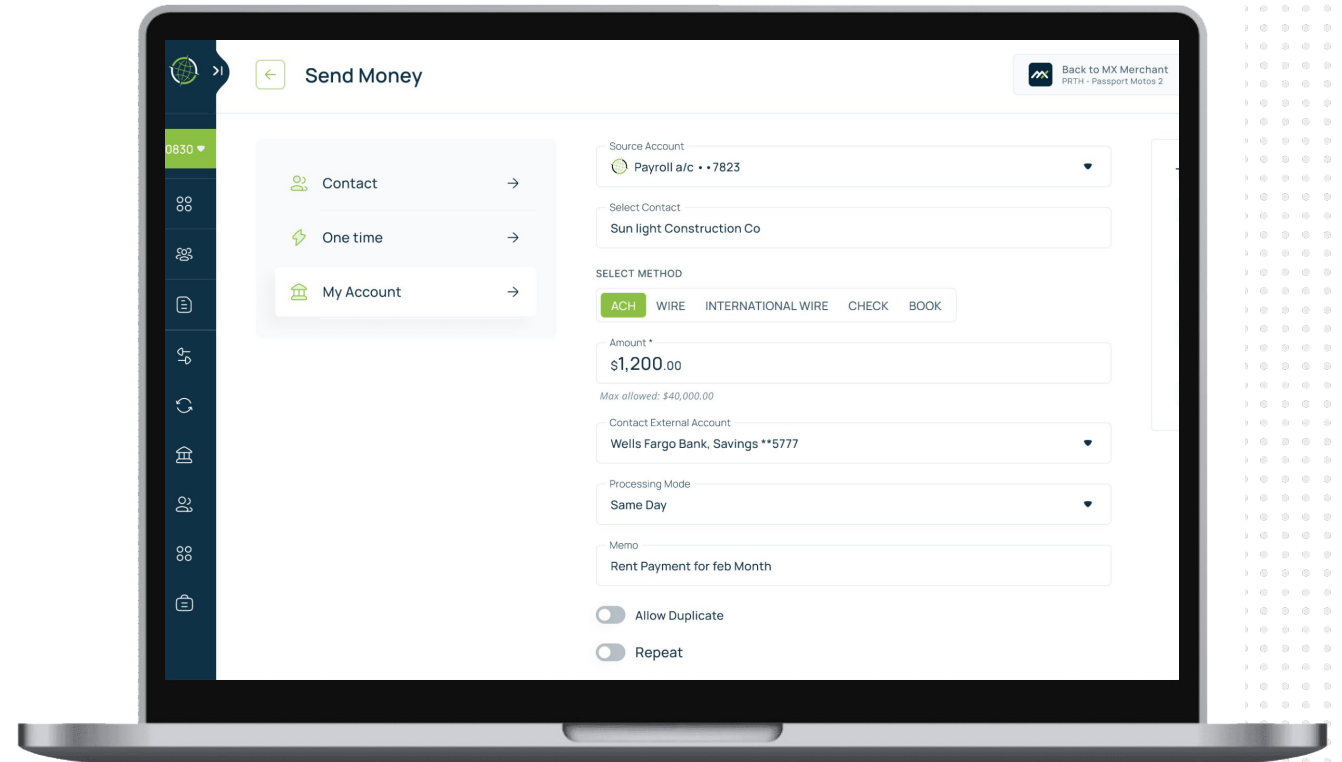 Send Money
Back to MX Merchant
PRTH - Passport Motos 2
0830
Contact
One time
My Account
Source Account
Payroll a/c • • 7823
Select Contact
Sun light Construction Co
SELECT METHOD
ACH WIRE INTERNATIONAL WIRE CHECK BOOK
Amount *
$1,200.00
Max allowed: $40,000.00
Contact External Account
Wells Fargo Bank, Savings **5777
Processing Mode
Same Day
Memo
Rent Payment for feb Month
Allow Duplicate
Repeat